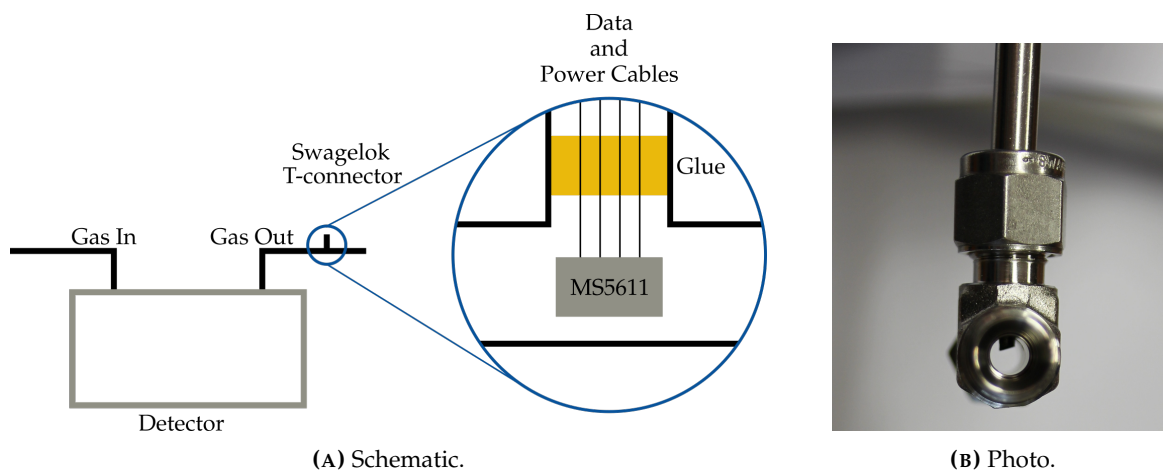 Data
and
Power Cables
Swagelok
T-connector
Glue
Gas In
Gas Out
MS5611
Detector
(A) Schematic.
(B) Photo.